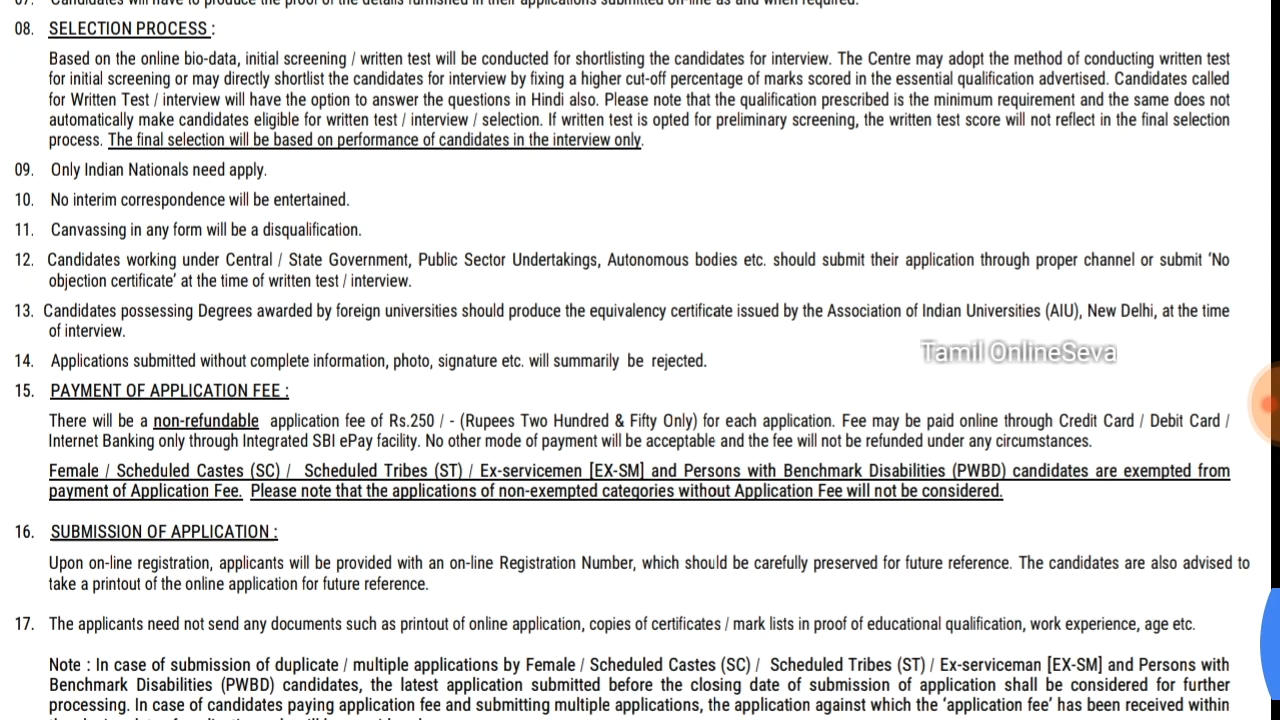 07. Candidates will have to produce the proof of the details furnished in their applications submitted on-line as and when required.
08. SELECTION PROCESS :
Based on the online bio-data, initial screening / written test will be conducted for shortlisting the candidates for interview. The Centre may adopt the method of conducting written test
for initial screening or may directly shortlist the candidates for interview by fixing a higher cut-off percentage of marks scored in the essential qualification advertised. Candidates called
for Written Test / interview will have the option to answer the questions in Hindi also. Please note that the qualification prescribed is the minimum requirement and the same does not
automatically make candidates eligible for written test / interview / selection. If written test is opted for preliminary screening, the written test score will not reflect in the final selection
process. The final selection will be based on performance of candidates in the interview only.
09. Only Indian Nationals need apply.
10. No interim correspondence will be entertained.
11. Canvassing in any form will be a disqualification.
12. Candidates working under Central / State Government, Public Sector Undertakings, Autonomous bodies etc. should submit their application through proper channel or submit ‘No
objection certificate’ at the time of written test / interview.
13. Candidates possessing Degrees awarded by foreign universities should produce the equivalency certificate issued by the Association of Indian Universities (AIU), New Delhi, at the time
of interview.
Tamil OnlineSeva
14. Applications submitted without complete information, photo, signature etc. will summarily be rejected.
15. PAYMENT OF APPLICATION FEE :
There will be a non-refundable application fee of Rs.250 / - (Rupees Two Hundred & Fifty Only) for each application. Fee may be paid online through Credit Card / Debit Card /
Internet Banking only through Integrated SBI ePay facility. No other mode of payment will be acceptable and the fee will not be refunded under any circumstances.
Female / Scheduled Castes (SC) / Scheduled Tribes (ST) / Ex-servicemen [EX-SM] and Persons with Benchmark Disabilities (PWBD) candidates are exempted from
payment of Application Fee. Please note that the applications of non-exempted categories without Application Fee will not be considered.
16. SUBMISSION OF APPLICATION :
Upon on-line registration, applicants will be provided with an on-line Registration Number, which should be carefully preserved for future reference. The candidates are also advised to
take a printout of the online application for future reference.
17. The applicants need not send any documents such as printout of online application, copies of certificates / mark lists in proof of educational qualification, work experience, age etc.
Note : In case of submission of duplicate / multiple applications by Female / Scheduled Castes (SC) / Scheduled Tribes (ST) / Ex-serviceman [EX-SM] and Persons with
Benchmark Disabilities (PWBD) candidates, the latest application submitted before the closing date of submission of application shall be considered for further
processing. In case of candidates paying application fee and submitting multiple applications, the application against which the ‘application fee’ has been received within